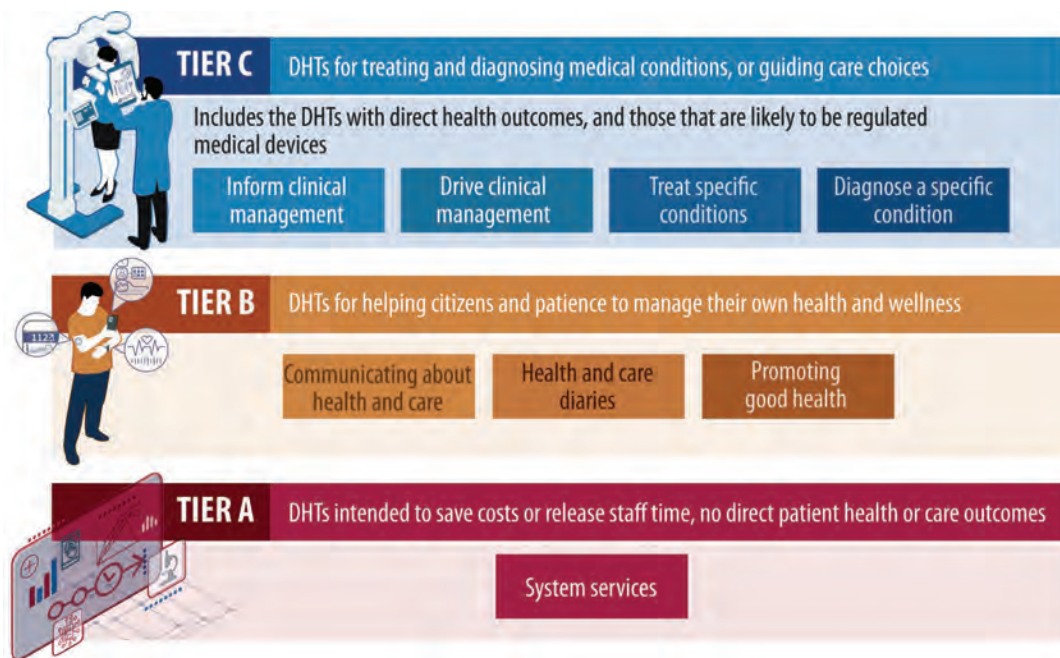 TIER C
DHTs for treating and diagnosing medical conditions, or guiding care choices
Includes the DHTs with direct health outcomes, and those that are likely to be regulated
medical devices
Inform clinical
management
Drive clinical
management
Treat specific
conditions
Diagnose a specific
condition
TIER B
DHTs for helping citizens and patience to manage their own health and wellness
112
Communicating about
health and care
Health and care
diaries
Promoting
good health
TIER A
DHTs intended to save costs or release staff time, no direct patient health or care outcomes
System services